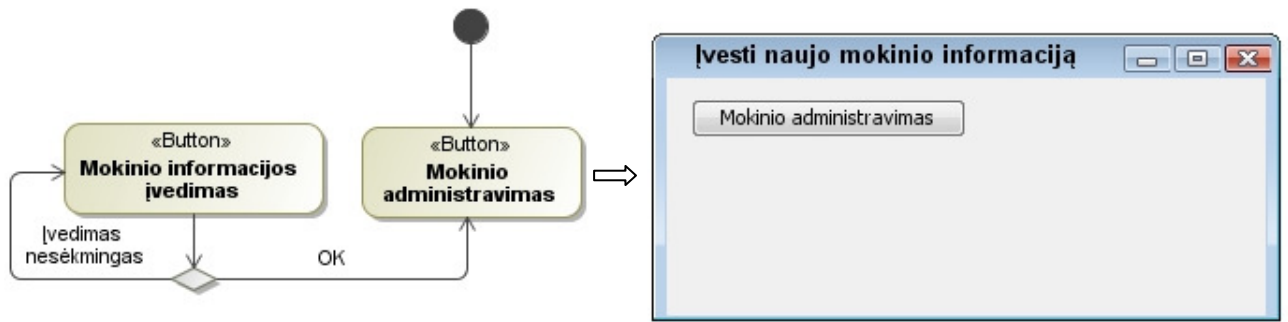 «Button»
Mokinio informacijos
įvedimas
Įvedimas
nesėkmingas
OK
«Button»
Mokinio
administravimas
Įvesti naujo mokinio informaciją
Mokinio administravimas